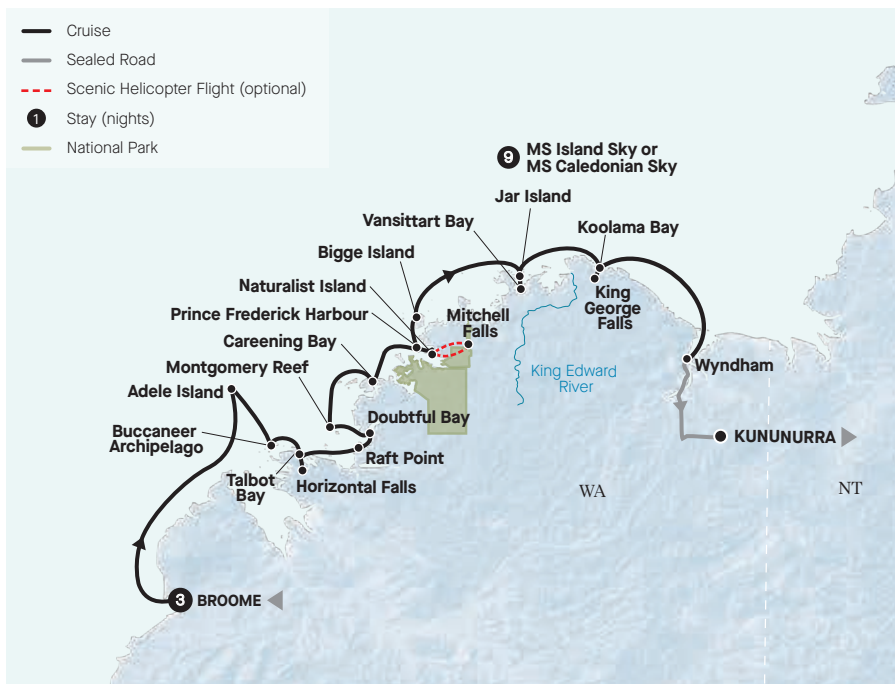 Cruise
Sealed Road
Scenic Helicopter Flight (optional)
1
Stay (nights)
National Park
9
MS Island Sky or
MS Caledonian Sky
Jar Island
Vansittart Bay
Koolama Bay
Bigge Island
Naturalist Island
King
George
Falls
Prince Frederick Harbour
Mitchell
Falls
Careening Bay
Montgomery Reef
Wyndham
King Edward
River
Adele Island
Doubtful Bay
Buccaneer
Archipelago
KUNUNURRA
Raft Point
Talbot
Bay
Horizontal Falls
WA
NT
3
BROOME